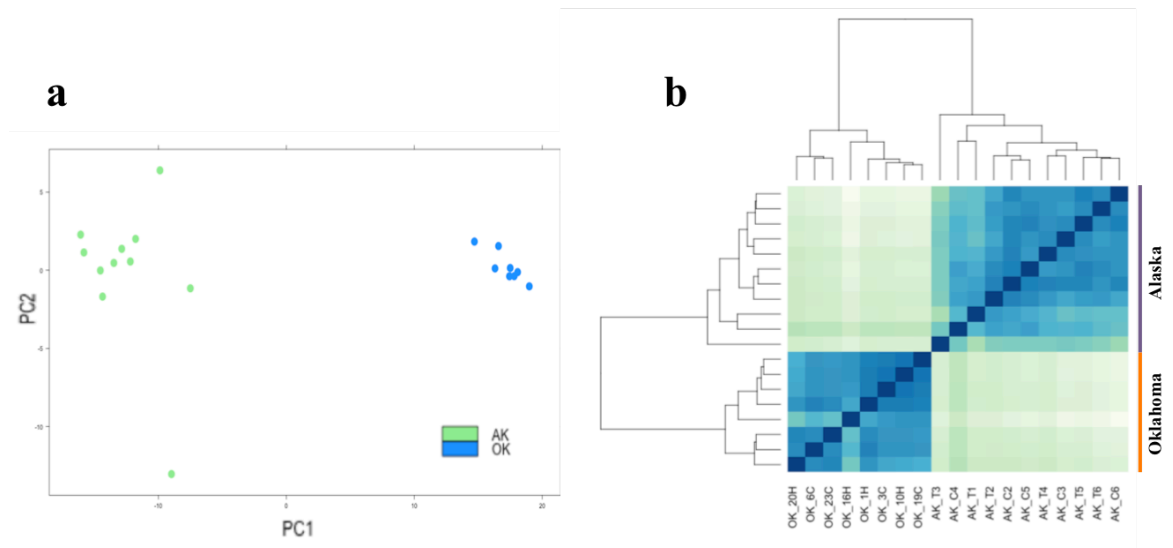 a
b
5
0
-5
-10
PC2
-10
0
10
20
PC1
AK
OK
Alaska
Oklahoma
OK_20H
OK_6C
OK_23C
OK_16H
OK_1H
OK_3C
OK_10H
OK_19C
AK_T3
AK_C4
AK_T1
AK_T2
AK_C2
AK_C5
AK_T4
AK_C3
AK_T5
AK_T6
AK_C6